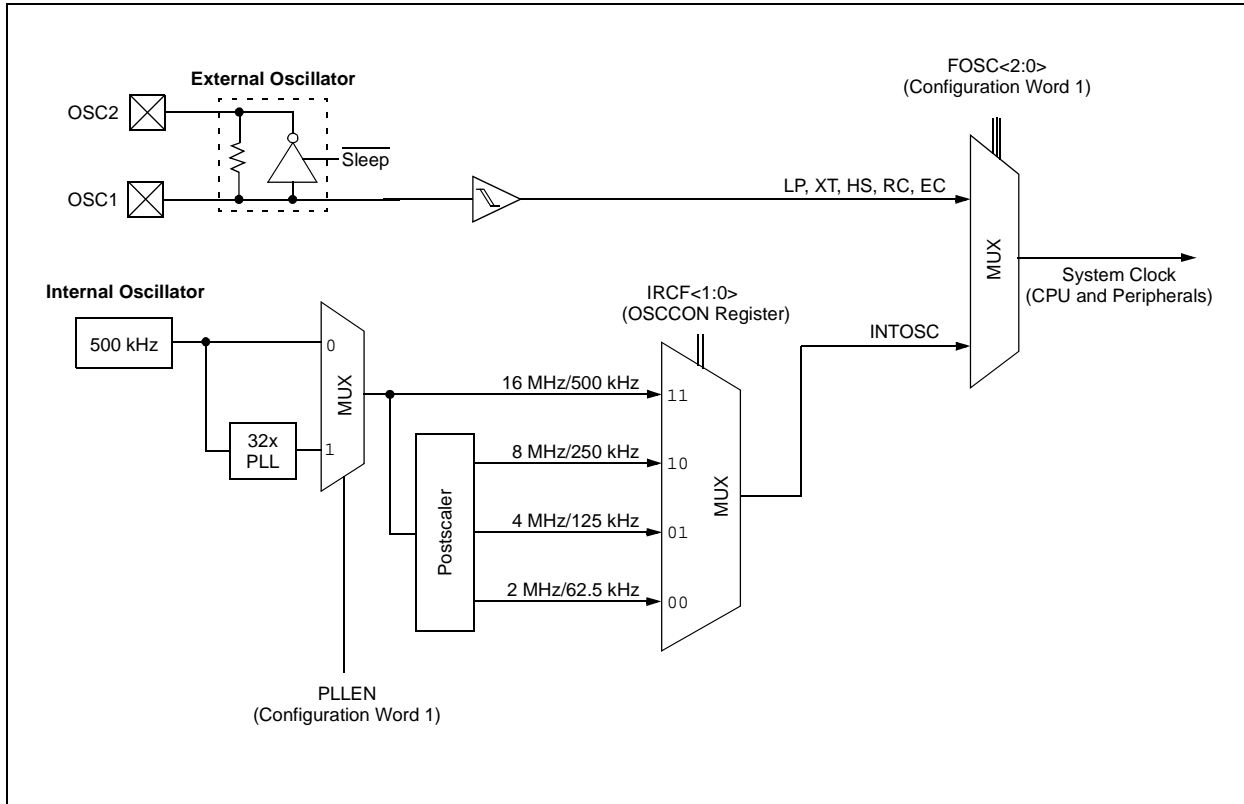 External Oscillator
FOSC<2:0>
(Configuration Word 1)
OSC2
Sleep
OSC1
LP, XT, HS, RC, EC
MUX
System Clock
(CPU and Peripherals)
Internal Oscillator
IRCF<1:0>
(OSCCON Register)
INTOSC
500 kHz
0
MUX
32x
PLL
1
16 MHz/500 kHz
11
8 MHz/250 kHz
10
MUX
Postscaler
4 MHz/125 kHz
01
2 MHz/62.5 kHz
00
PLLEN
(Configuration Word 1)